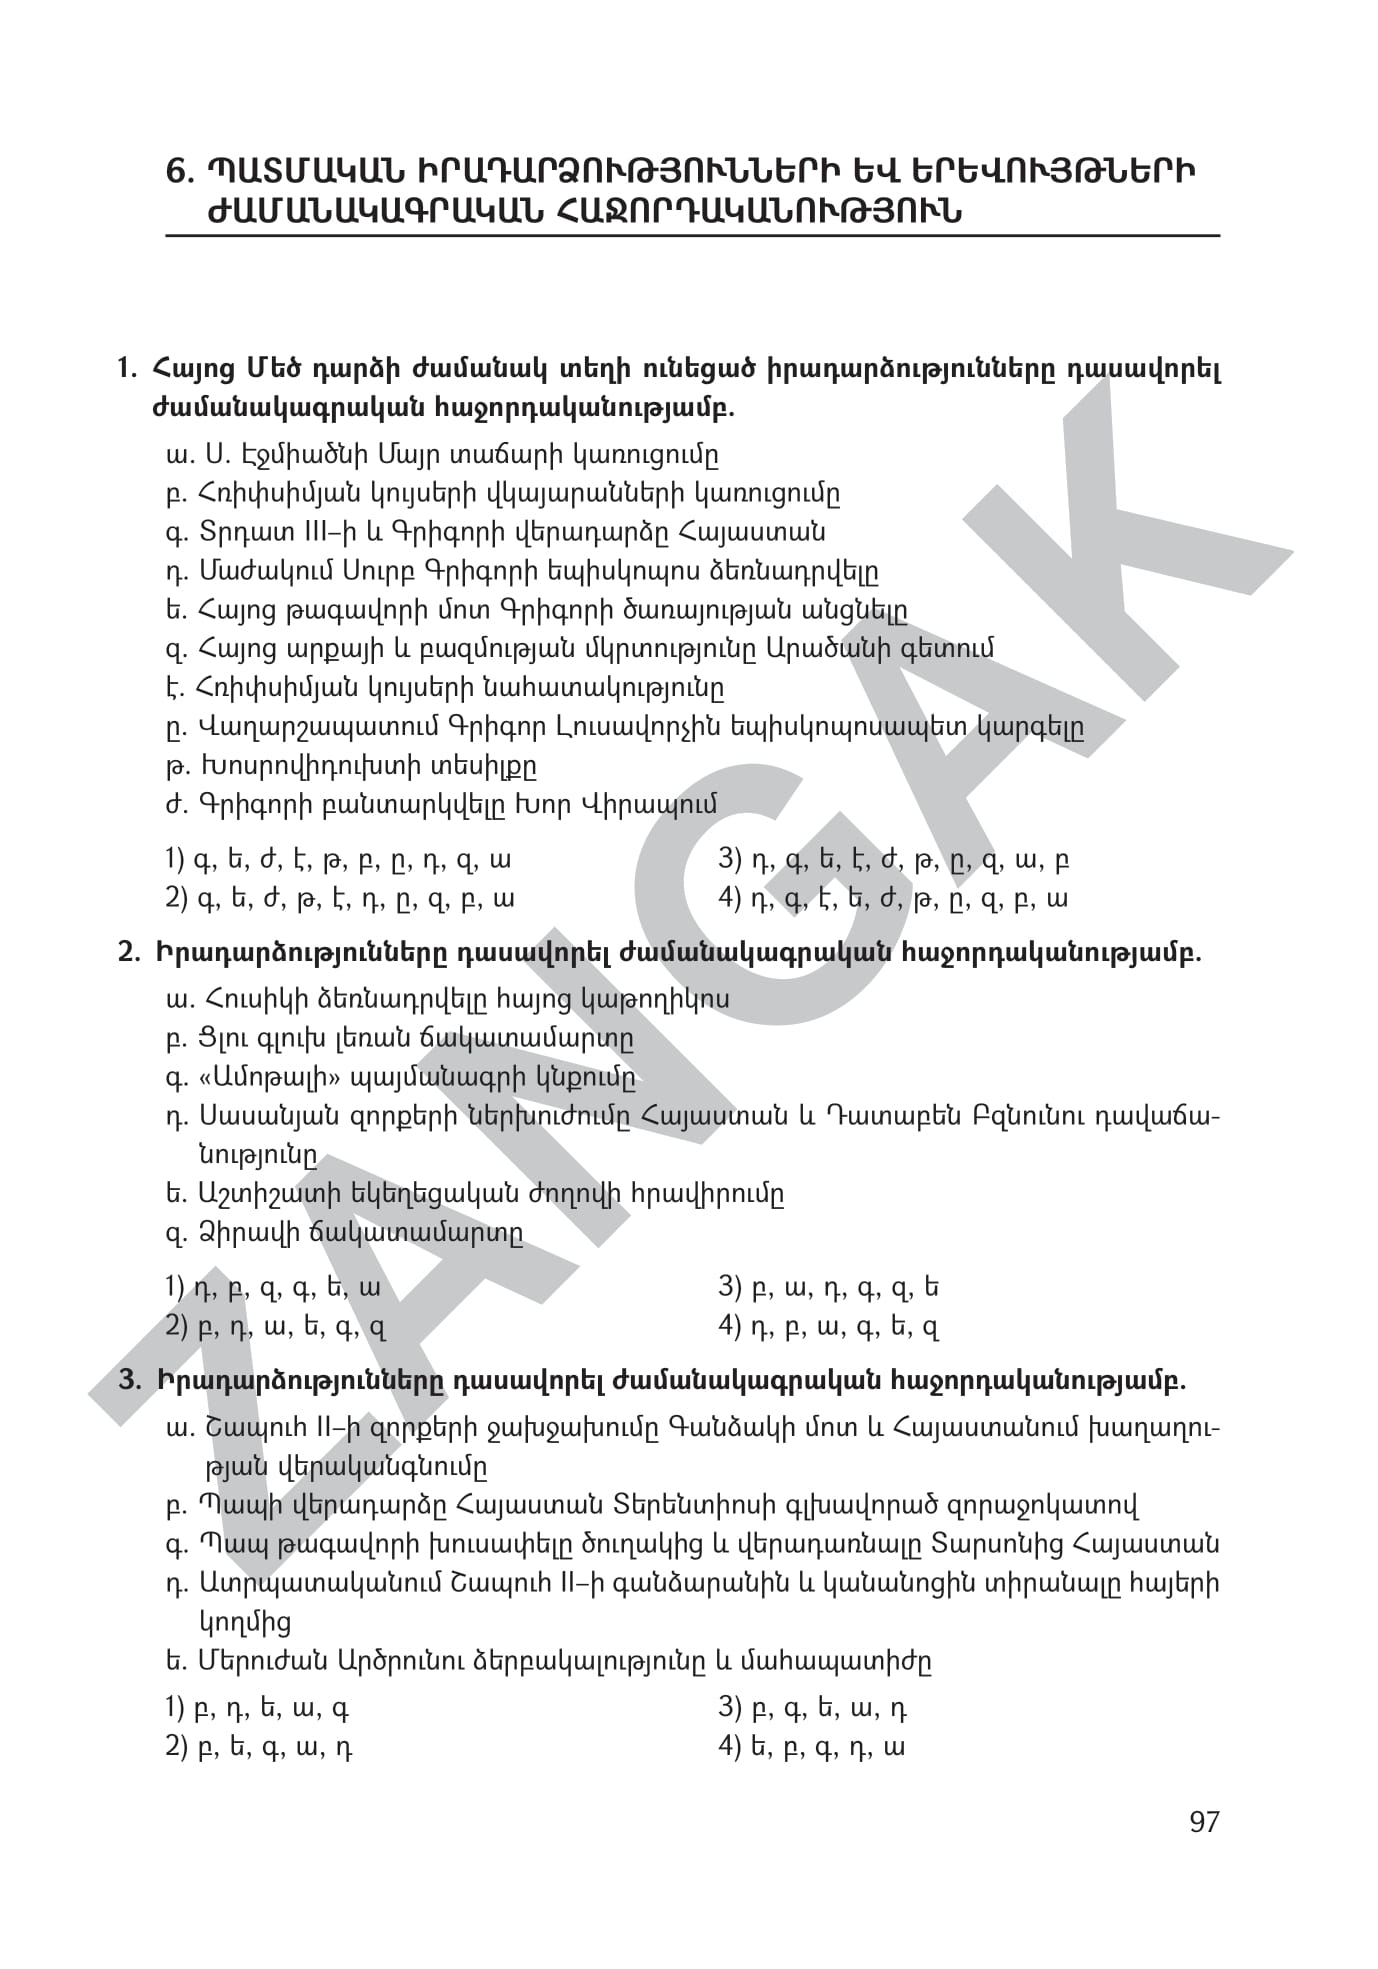 6. ՊԱՏՄԱԿԱՆ ԻՐԱԴԱՐՁՈՒԹՅՈՒՆՆԵՐԻ ԵՎ ԵՐԵՎՈՒՅԹՆԵՐԻ
ԺԱՄԱՆԱԿԱԳՐԱԿԱՆ ՀԱՋՈՐԴԱԿԱՆՈՒԹՅՈՒՆ
1. Հայոց Մեծ դարձի ժամանակ տեղի ունեցած իրադարձությունները դասավորել
ժամանակագրական հաջորդականությամբ.
ա. Ս. Էջմիածնի Մայր տաճարի կառուցումը
բ. Հռիփսիմյան կույսերի վկայարանների կառուցումը
գ. Տրդատ III–ի և Գրիգորի վերադարձը Հայաստան
դ. Մաժակում Սուրբ Գրիգորի եպիսկոպոս ձեռնադրվելը
ե. Հայոց թագավորի մոտ Գրիգորի ծառայության անցնելը
զ. Հայոց արքայի և բազմության մկրտությունը Արածանի գետում
է. Հռիփսիմյան կույսերի նահատակությունը
ը. Վաղարշապատում Գրիգոր Լուսավորչին եպիսկոպոսապետ կարգելը
թ. Խոսրովիդուխտի տեսիլքը
ժ. Գրիգորի բանտարկվելը Խոր Վիրապում
1) գ, ե, ժ, է, թ, բ, ը, դ, զ, ա
3) դ, գ, ե, է, ժ, թ, ը, զ, ա, բ
2) գ, ե, ժ, թ, է, դ, ը, զ, բ, ա
4) դ, գ, է, ե, ժ, թ, ը, զ, բ, ա
2. Իրադարձությունները դասավորել ժամանակագրական հաջորդականությամբ.
ա. Հուսիկի ձեռնադրվելը հայոց կաթողիկոս
բ. Ցլու գլուխ լեռան ճակատամարտը
գ. «Ամոթալի» պայմանագրի կնքումը
դ. Սասանյան զորքերի ներխուժումը Հայաստան և Դատաբեն Բզնունու դավաճա-
նությունը
ե. Աշտիշատի եկեղեցական ժողովի հրավիրումը
զ. Ձիրավի ճակատամարտը
1) դ, բ, զ, գ, ե, ա
3) բ, ա, դ, գ, զ, ե
2) բ, դ, ա, ե, գ, զ
4) դ, բ, ա, գ, ե, զ
3. Իրադարձությունները դասավորել ժամանակագրական հաջորդականությամբ.
ա. Շապուհ II–ի զորքերի ջախջախումը Գանձակի մոտ և Հայաստանում խաղաղու-
թյան վերականգնումը
բ. Պապի վերադարձը Հայաստան Տերենտիոսի գլխավորած զորաջոկատով
գ. Պապ թագավորի խուսափելը ծուղակից և վերադառնալը Տարսոնից Հայաստան
դ. Ատրպատականում Շապուհ II–ի գանձարանին և կանանոցին տիրանալը հայերի
կողմից
ե. Մերուժան Արծրունու ձերբակալությունը և մահապատիժը
1) բ, դ, ե, ա, գ
3) բ, գ, ե, ա, դ
2) բ, ե, գ, ա, դ
4) ե, բ, գ, դ, ա
97
ZANGAK